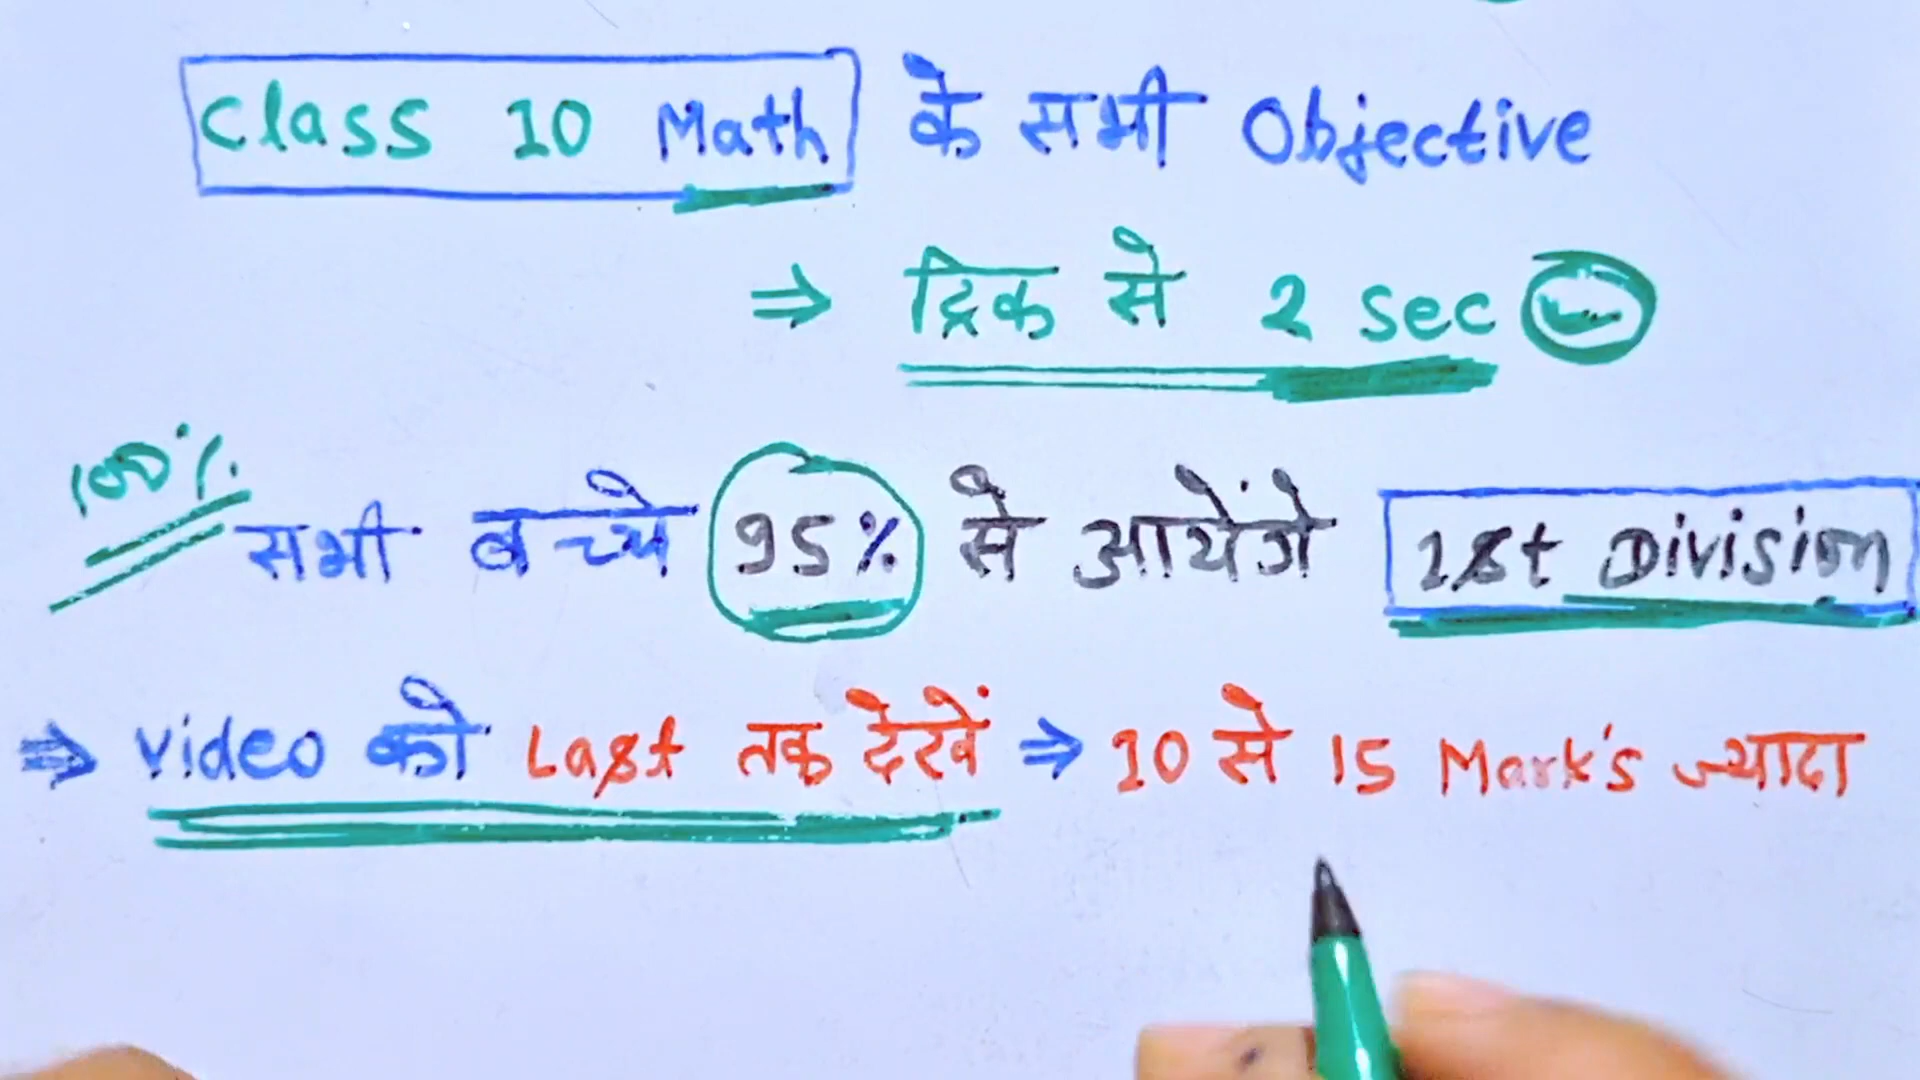 Class 10 Math के सभी Objective
⇒ ट्रिक से 2 sec
100%
सभी बच्चे 95% से आयेंगे 1st Division
⇒ video को Last तक देखें ⇒ 10 से 15 Mark's ज्यादा